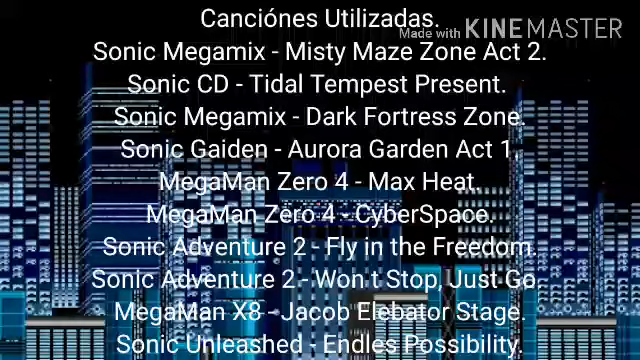 Canciónes Utilizadas.
Made with KINEMASTER
Sonic Megamix - Misty Maze Zone Act 2.
Sonic CD - Tidal Tempest Present.
Sonic Megamix - Dark Fortress Zone.
Sonic Gaiden - Aurora Garden Act 1.
MegaMan Zero 4 - Max Heat.
MegaMan Zero 4 - CyberSpace.
Sonic Adventure 2 - Fly in the Freedom.
Sonic Adventure 2 - Won t Stop, Just Go.
MegaMan X8 - Jacob Elebator Stage.
Sonic Unleashed - Endles Possibility.